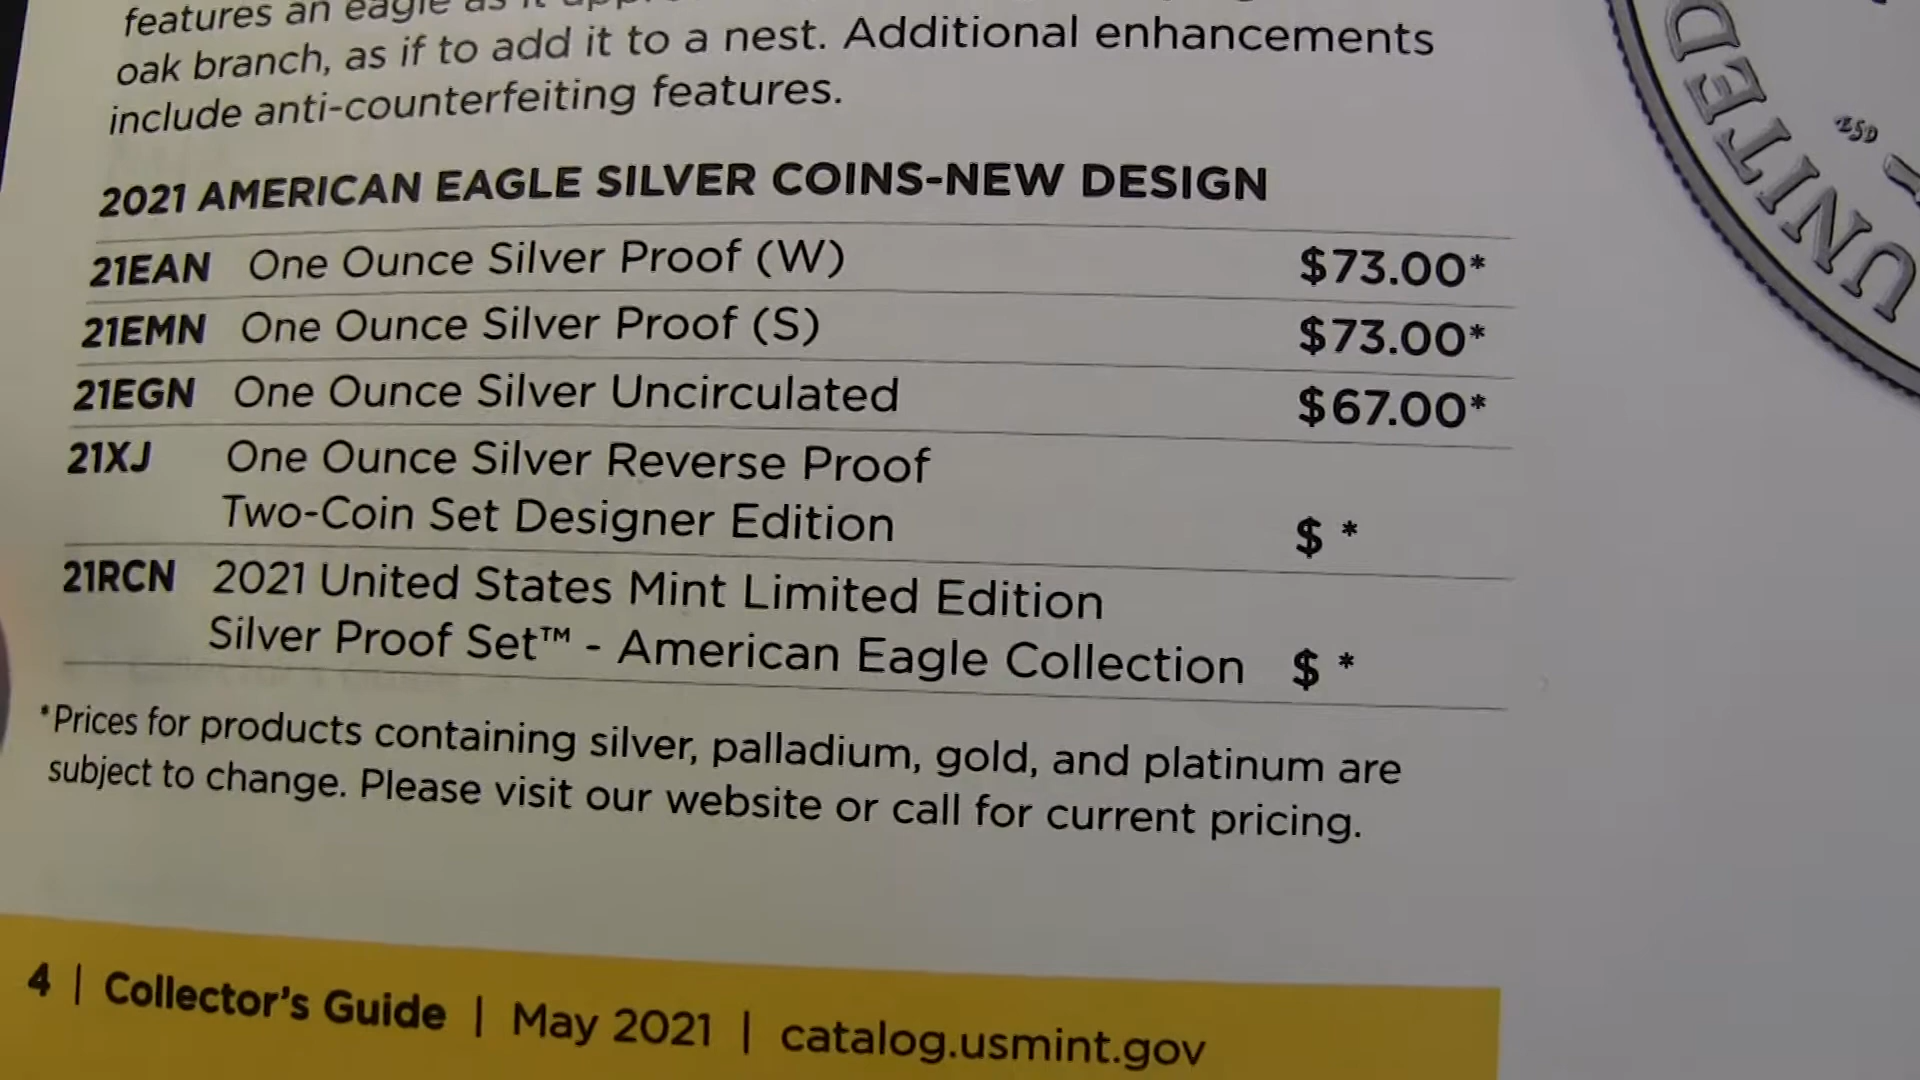 features an eagle as it
oak branch, as if to add it to a nest. Additional enhancements
include anti-counterfeiting features.
2021 AMERICAN EAGLE SILVER COINS-NEW DESIGN
21EAN One Ounce Silver Proof (W) $73.00*
21EMN One Ounce Silver Proof (S) $73.00*
21EGN One Ounce Silver Uncirculated $67.00*
21XJ One Ounce Silver Reverse Proof
Two-Coin Set Designer Edition $ *
21RCN 2021 United States Mint Limited Edition
Silver Proof Set™ - American Eagle Collection $ *
*Prices for products containing silver, palladium, gold, and platinum are
subject to change. Please visit our website or call for current pricing.
4 | Collector's Guide | May 2021 | catalog.usmint.gov
UNITED